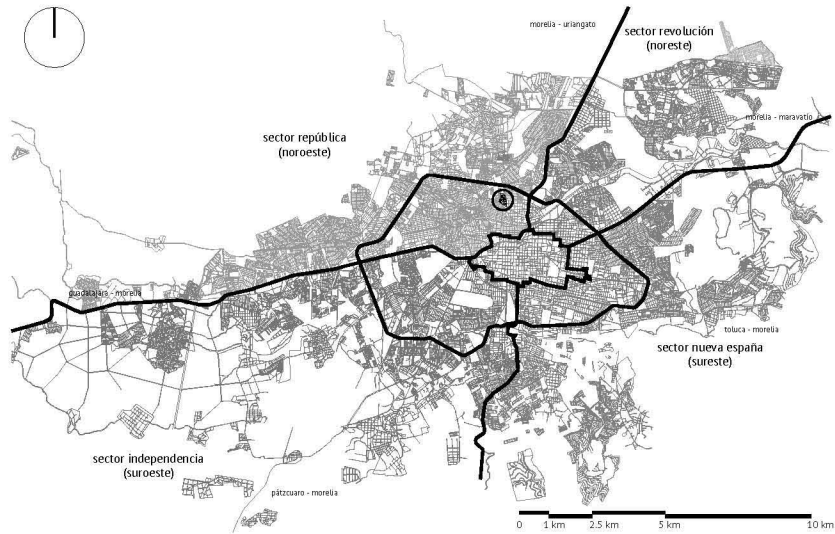 morelia - uriangato
sector revolución
(noreste)
morelia - maravatio
sector república
(noroeste)
guadalajara - morelia
toluca - morelia
sector nueva españa
(sureste)
sector independencia
(suroeste)
pátzcuaro - morelia
0 1 km 2.5 km 5 km 10 km